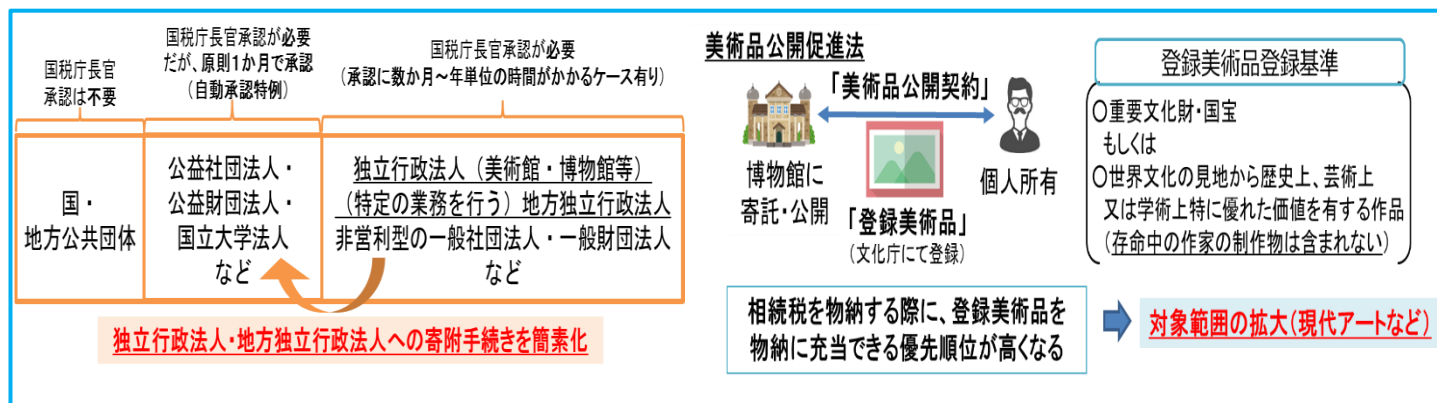 国税庁長官
承認は不要
国税庁長官承認が必要
だが、原則1か月で承認
(自動承認特例)
国税庁長官承認が必要
(承認に数か月～年単位の時間がかかるケース有り)
国・
地方公共団体
公益社団法人・
公益財団法人・
国立大学法人
など
独立行政法人(美術館・博物館等)
(特定の業務を行う)地方独立行政法人
非営利型の一般社団法人・一般財団法人
など
独立行政法人・地方独立行政法人への寄附手続きを簡素化
美術品公開促進法
「美術品公開契約」
博物館に
寄託・公開
個人所有
「登録美術品」
(文化庁にて登録)
登録美術品登録基準
○重要文化財・国宝
もしくは
○世界文化の見地から歴史上、芸術上
又は学術上特に優れた価値を有する作品
(存命中の作家の制作物は含まれない)
相続税を物納する際に、登録美術品を
物納に充当できる優先順位が高くなる
対象範囲の拡大(現代アートなど)